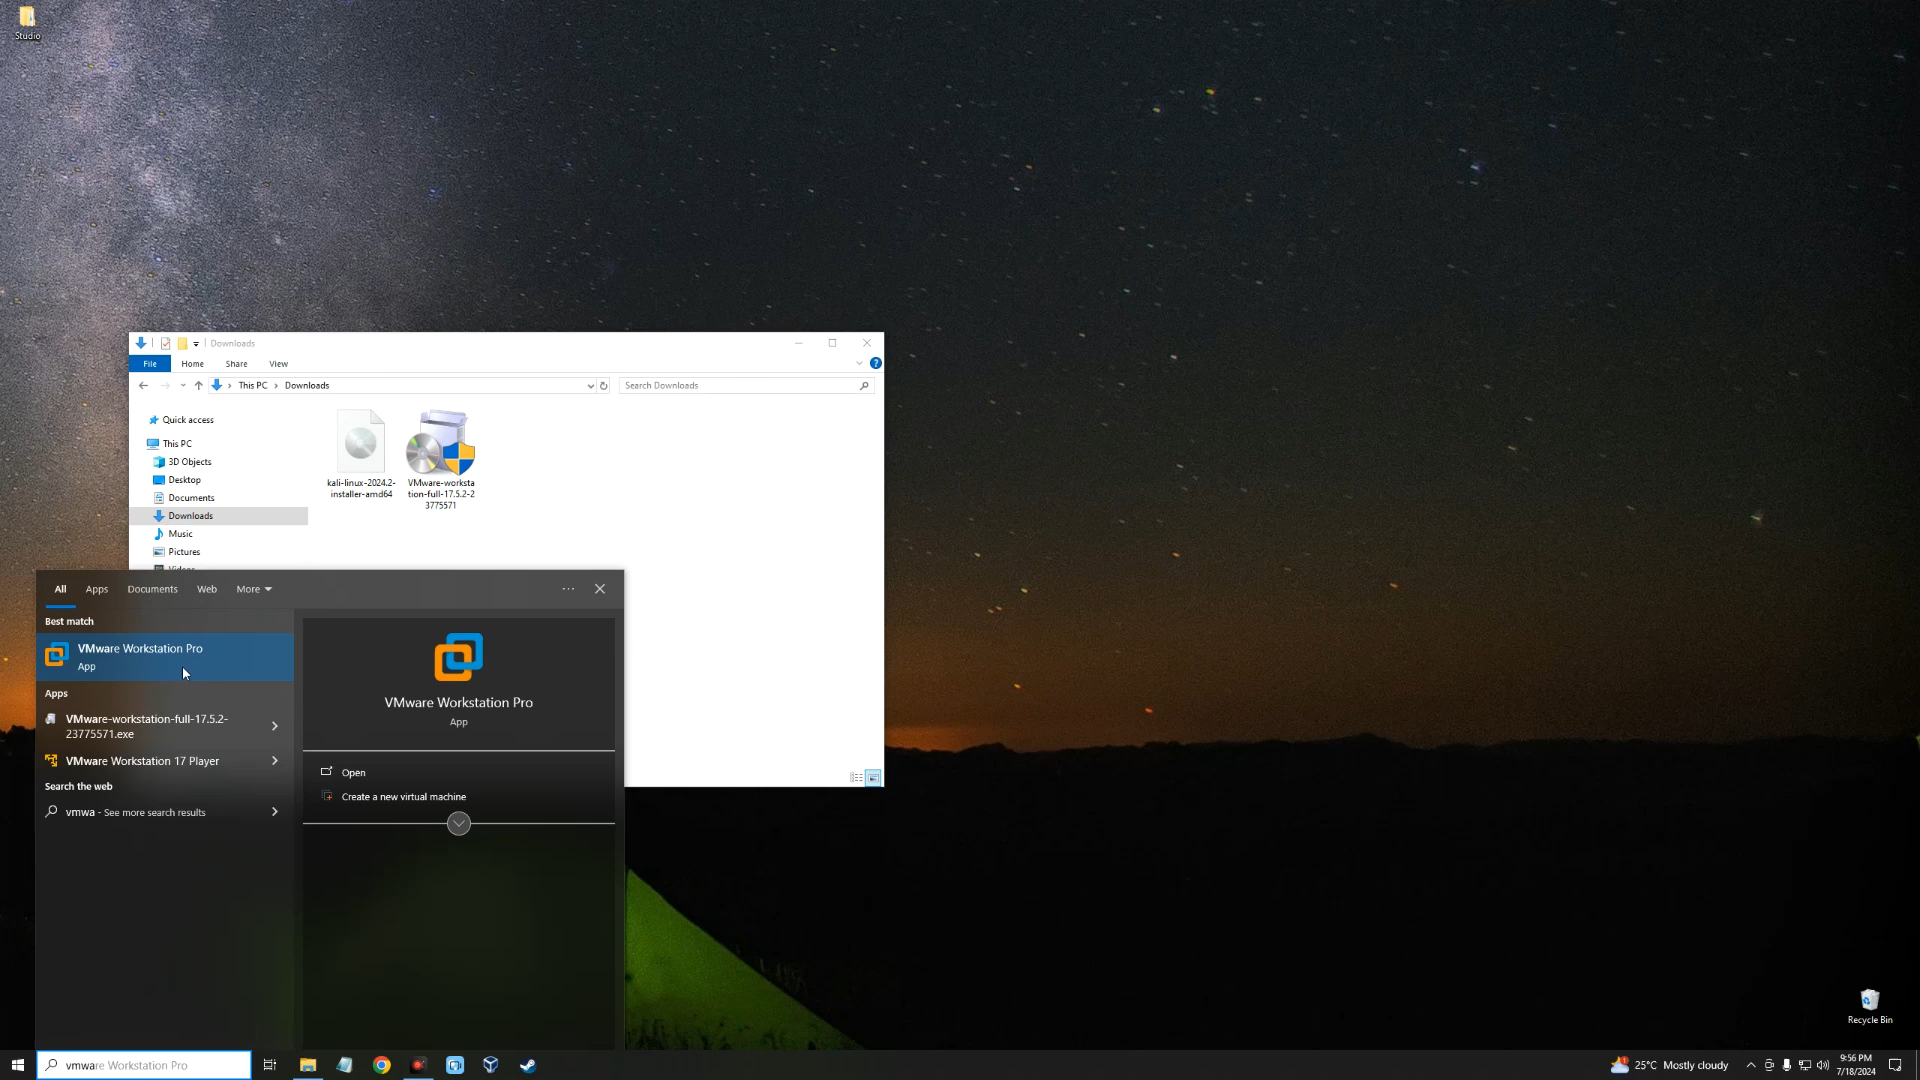 Studio
Downloads
File
Home
Share
View
This PC
Downloads
Search Downloads
Quick access
This PC
3D Objects
Desktop
Documents
Downloads
Music
Pictures
kali-linux-2024.2-
installer-amd64
VMware-worksta
tion-full-17.5.2-2
3775571
All
Apps
Documents
Web
More
Best match
VMware Workstation Pro
App
Apps
VMware-workstation-full-17.5.2-
23775571.exe
VMware Workstation 17 Player
Search the web
vmwa - See more search results
VMware Workstation Pro
App
Open
Create a new virtual machine
Recycle Bin
vmware Workstation Pro
25°C Mostly cloudy
9:56 PM
7/18/2024